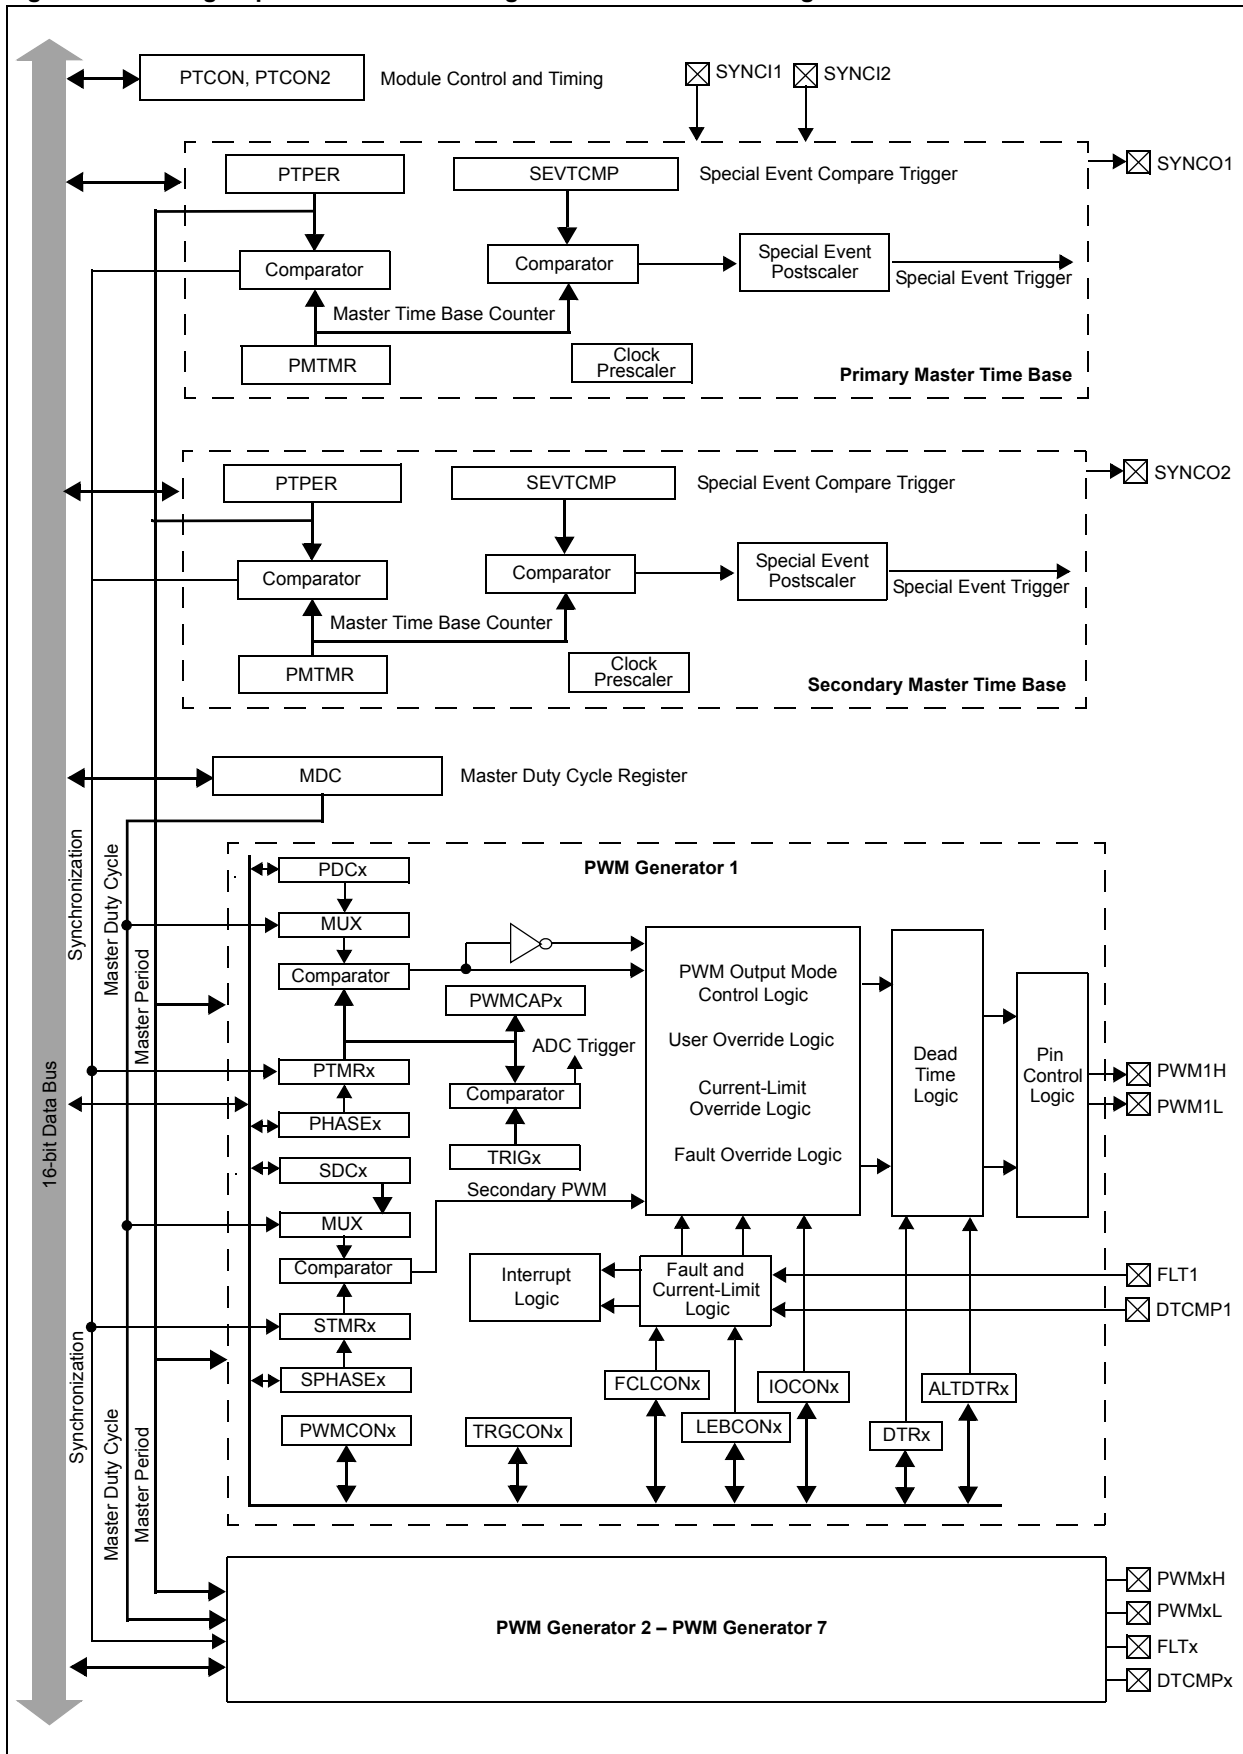 PTCON, PTCON2
Module Control and Timing
SYNCI1
SYNCI2
PTPER
SEVTCMP
Special Event Compare Trigger
SYNCO1
Comparator
Comparator
Special Event
Postscaler
Special Event Trigger
Master Time Base Counter
PMTMR
Clock
Prescaler
Primary Master Time Base
PTPER
SEVTCMP
Special Event Compare Trigger
SYNCO2
Comparator
Comparator
Special Event
Postscaler
Special Event Trigger
Master Time Base Counter
PMTMR
Clock
Prescaler
Secondary Master Time Base
MDC
Master Duty Cycle Register
Synchronization
Master Duty Cycle
Master Period
16-bit Data Bus
PWM Generator 1
PDCx
MUX
Comparator
PWMCAPx
ADC Trigger
PTMRx
Comparator
PHASEx
TRIGx
SDCx
Secondary PWM
MUX
Comparator
STMRx
SPHASEx
PWM Output Mode
Control Logic
User Override Logic
Current-Limit
Override Logic
Fault Override Logic
Dead
Time
Logic
Pin
Control
Logic
PWM1H
PWM1L
Interrupt
Logic
Fault and
Current-Limit
Logic
FLT1
DTCMP1
PWMCONx
TRGCONx
FCLCONx
LEBCONx
IOCONx
DTRx
ALTDTRx
Synchronization
Master Duty Cycle
Master Period
PWM Generator 2 – PWM Generator 7
PWMxH
PWMxL
FLTx
DTCMPx